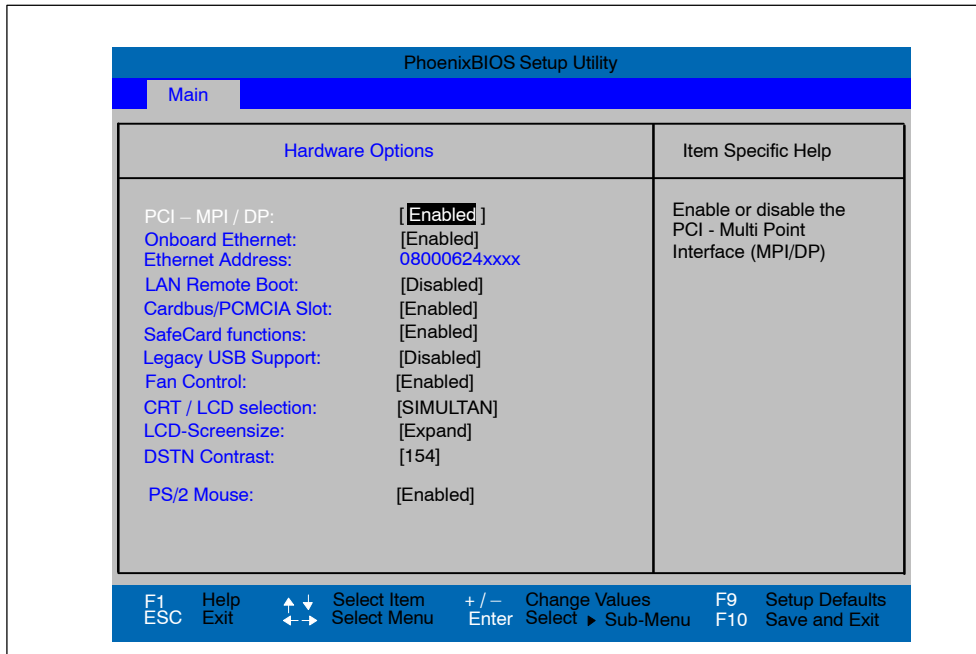 PhoenixBIOS Setup Utility
Main
Hardware Options
Item Specific Help
PCI – MPI / DP: [ Enabled ]
Onboard Ethernet: [Enabled]
Ethernet Address: 08000624xxxx
LAN Remote Boot: [Disabled]
Cardbus/PCMCIA Slot: [Enabled]
SafeCard functions: [Enabled]
Legacy USB Support: [Disabled]
Fan Control: [Enabled]
CRT / LCD selection: [SIMULTAN]
LCD-Screensize: [Expand]
DSTN Contrast: [154]
PS/2 Mouse: [Enabled]
Enable or disable the
PCI - Multi Point
Interface (MPI/DP)
F1 Help Select Item + / – Change Values F9 Setup Defaults
ESC Exit Select Menu Enter Select Sub-Menu F10 Save and Exit